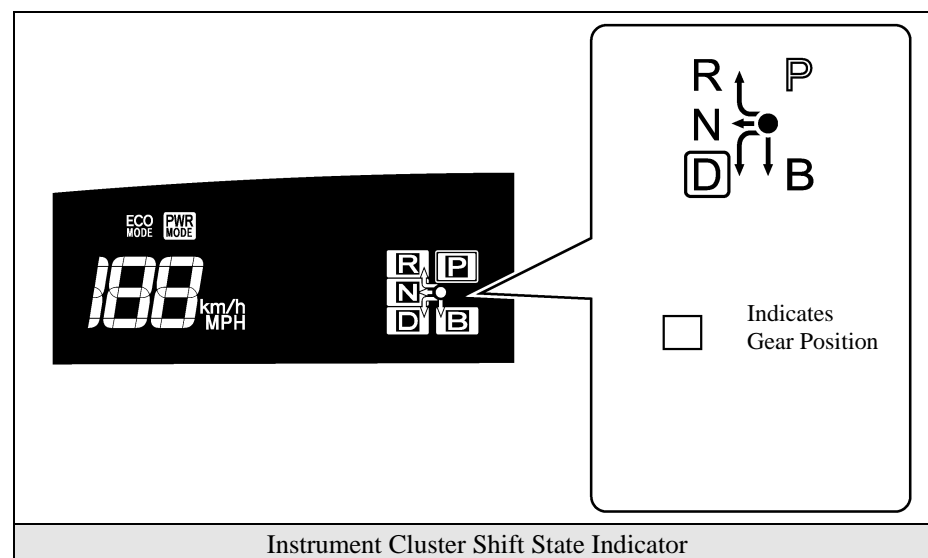 ECO MODE PWR MODE
188 km/h MPH
R P
N
D B
R P
N
D B
Indicates
Gear Position
Instrument Cluster Shift State Indicator